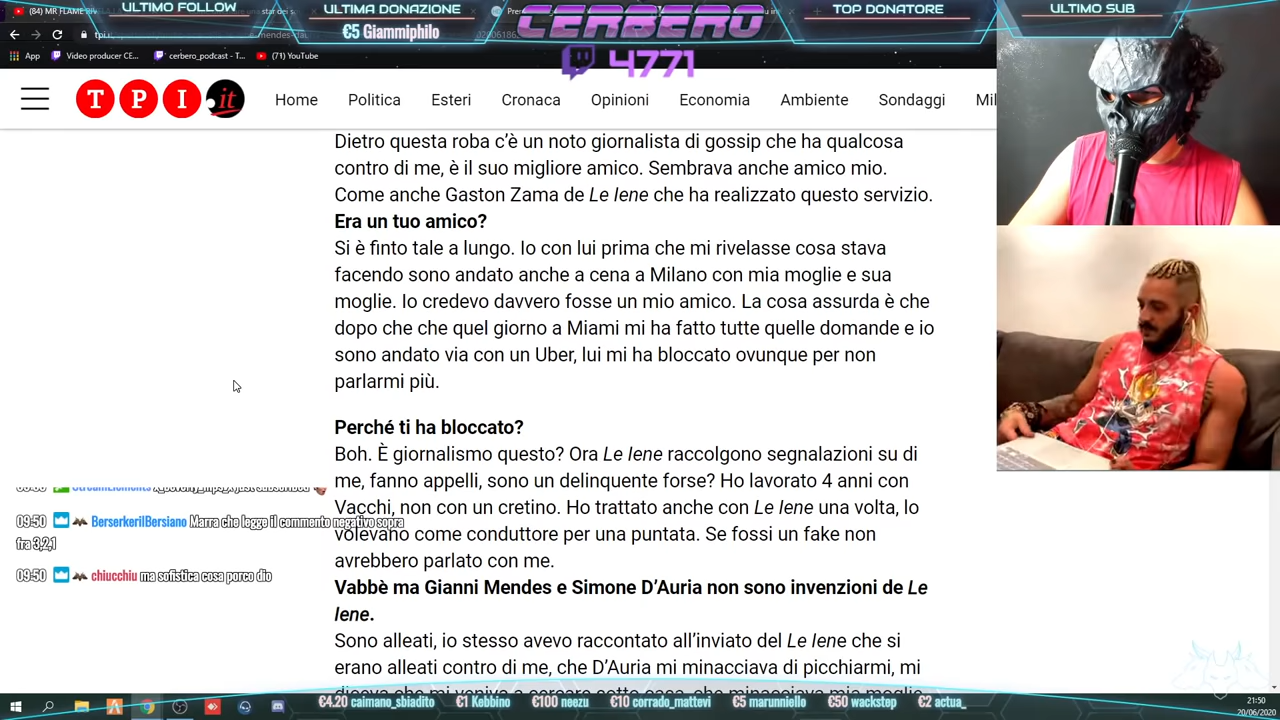 ULTIMO FOLLOW
ULTIMA DONAZIONE
€5 Giammiphilo
CERBERO
4771
TOP DONATORE
ULTIMO SUB
(84) MR FLAME
App
Video producer CE...
cerbero_podcast - T...
(71) YouTube
TPI.it
Home
Politica
Esteri
Cronaca
Opinioni
Economia
Ambiente
Sondaggi
Dietro questa roba c’è un noto giornalista di gossip che ha qualcosa
contro di me, è il suo migliore amico. Sembrava anche amico mio.
Come anche Gaston Zama de Le Iene che ha realizzato questo servizio.
Era un tuo amico?
Si è finto tale a lungo. Io con lui prima che mi rivelasse cosa stava
facendo sono andato anche a cena a Milano con mia moglie e sua
moglie. Io credevo davvero fosse un mio amico. La cosa assurda è che
dopo che che quel giorno a Miami mi ha fatto tutte quelle domande e io
sono andato via con un Uber, lui mi ha bloccato ovunque per non
parlarmi più.
Perché ti ha bloccato?
Boh. È giornalismo questo? Ora Le Iene raccolgono segnalazioni su di
me, fanno appelli, sono un delinquente forse? Ho lavorato 4 anni con
Vacchi, non con un cretino. Ho trattato anche con Le Iene una volta, lo
volevano come conduttore per una puntata. Se fossi un fake non
avrebbero parlato con me.
Vabbè ma Gianni Mendes e Simone D’Auria non sono invenzioni de Le
Iene.
Sono alleati, io stesso avevo raccontato all’inviato del Le Iene che si
erano alleati contro di me, che D’Auria mi minacciava di picchiarmi, mi
09:50 BerserkerilBersiano Marra che legge il commento negativo sopra
fra 3,2,1
09:50 chiucchiu ma sofistica cosa porco dio
€4.20 caimano_sbiadito
€1 Kebbino
€100 neezu
€10 corrado_mattevi
€5 marunniello
€50 wackstep
€2 actua_
21:50
20/06/2020